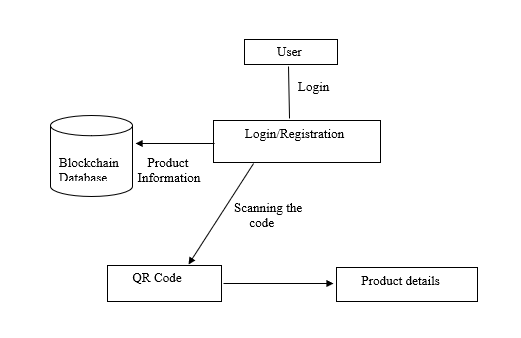 User
Login
Login/Registration
Blockchain
Database
Product
Information
Scanning the
code
QR Code
Product details